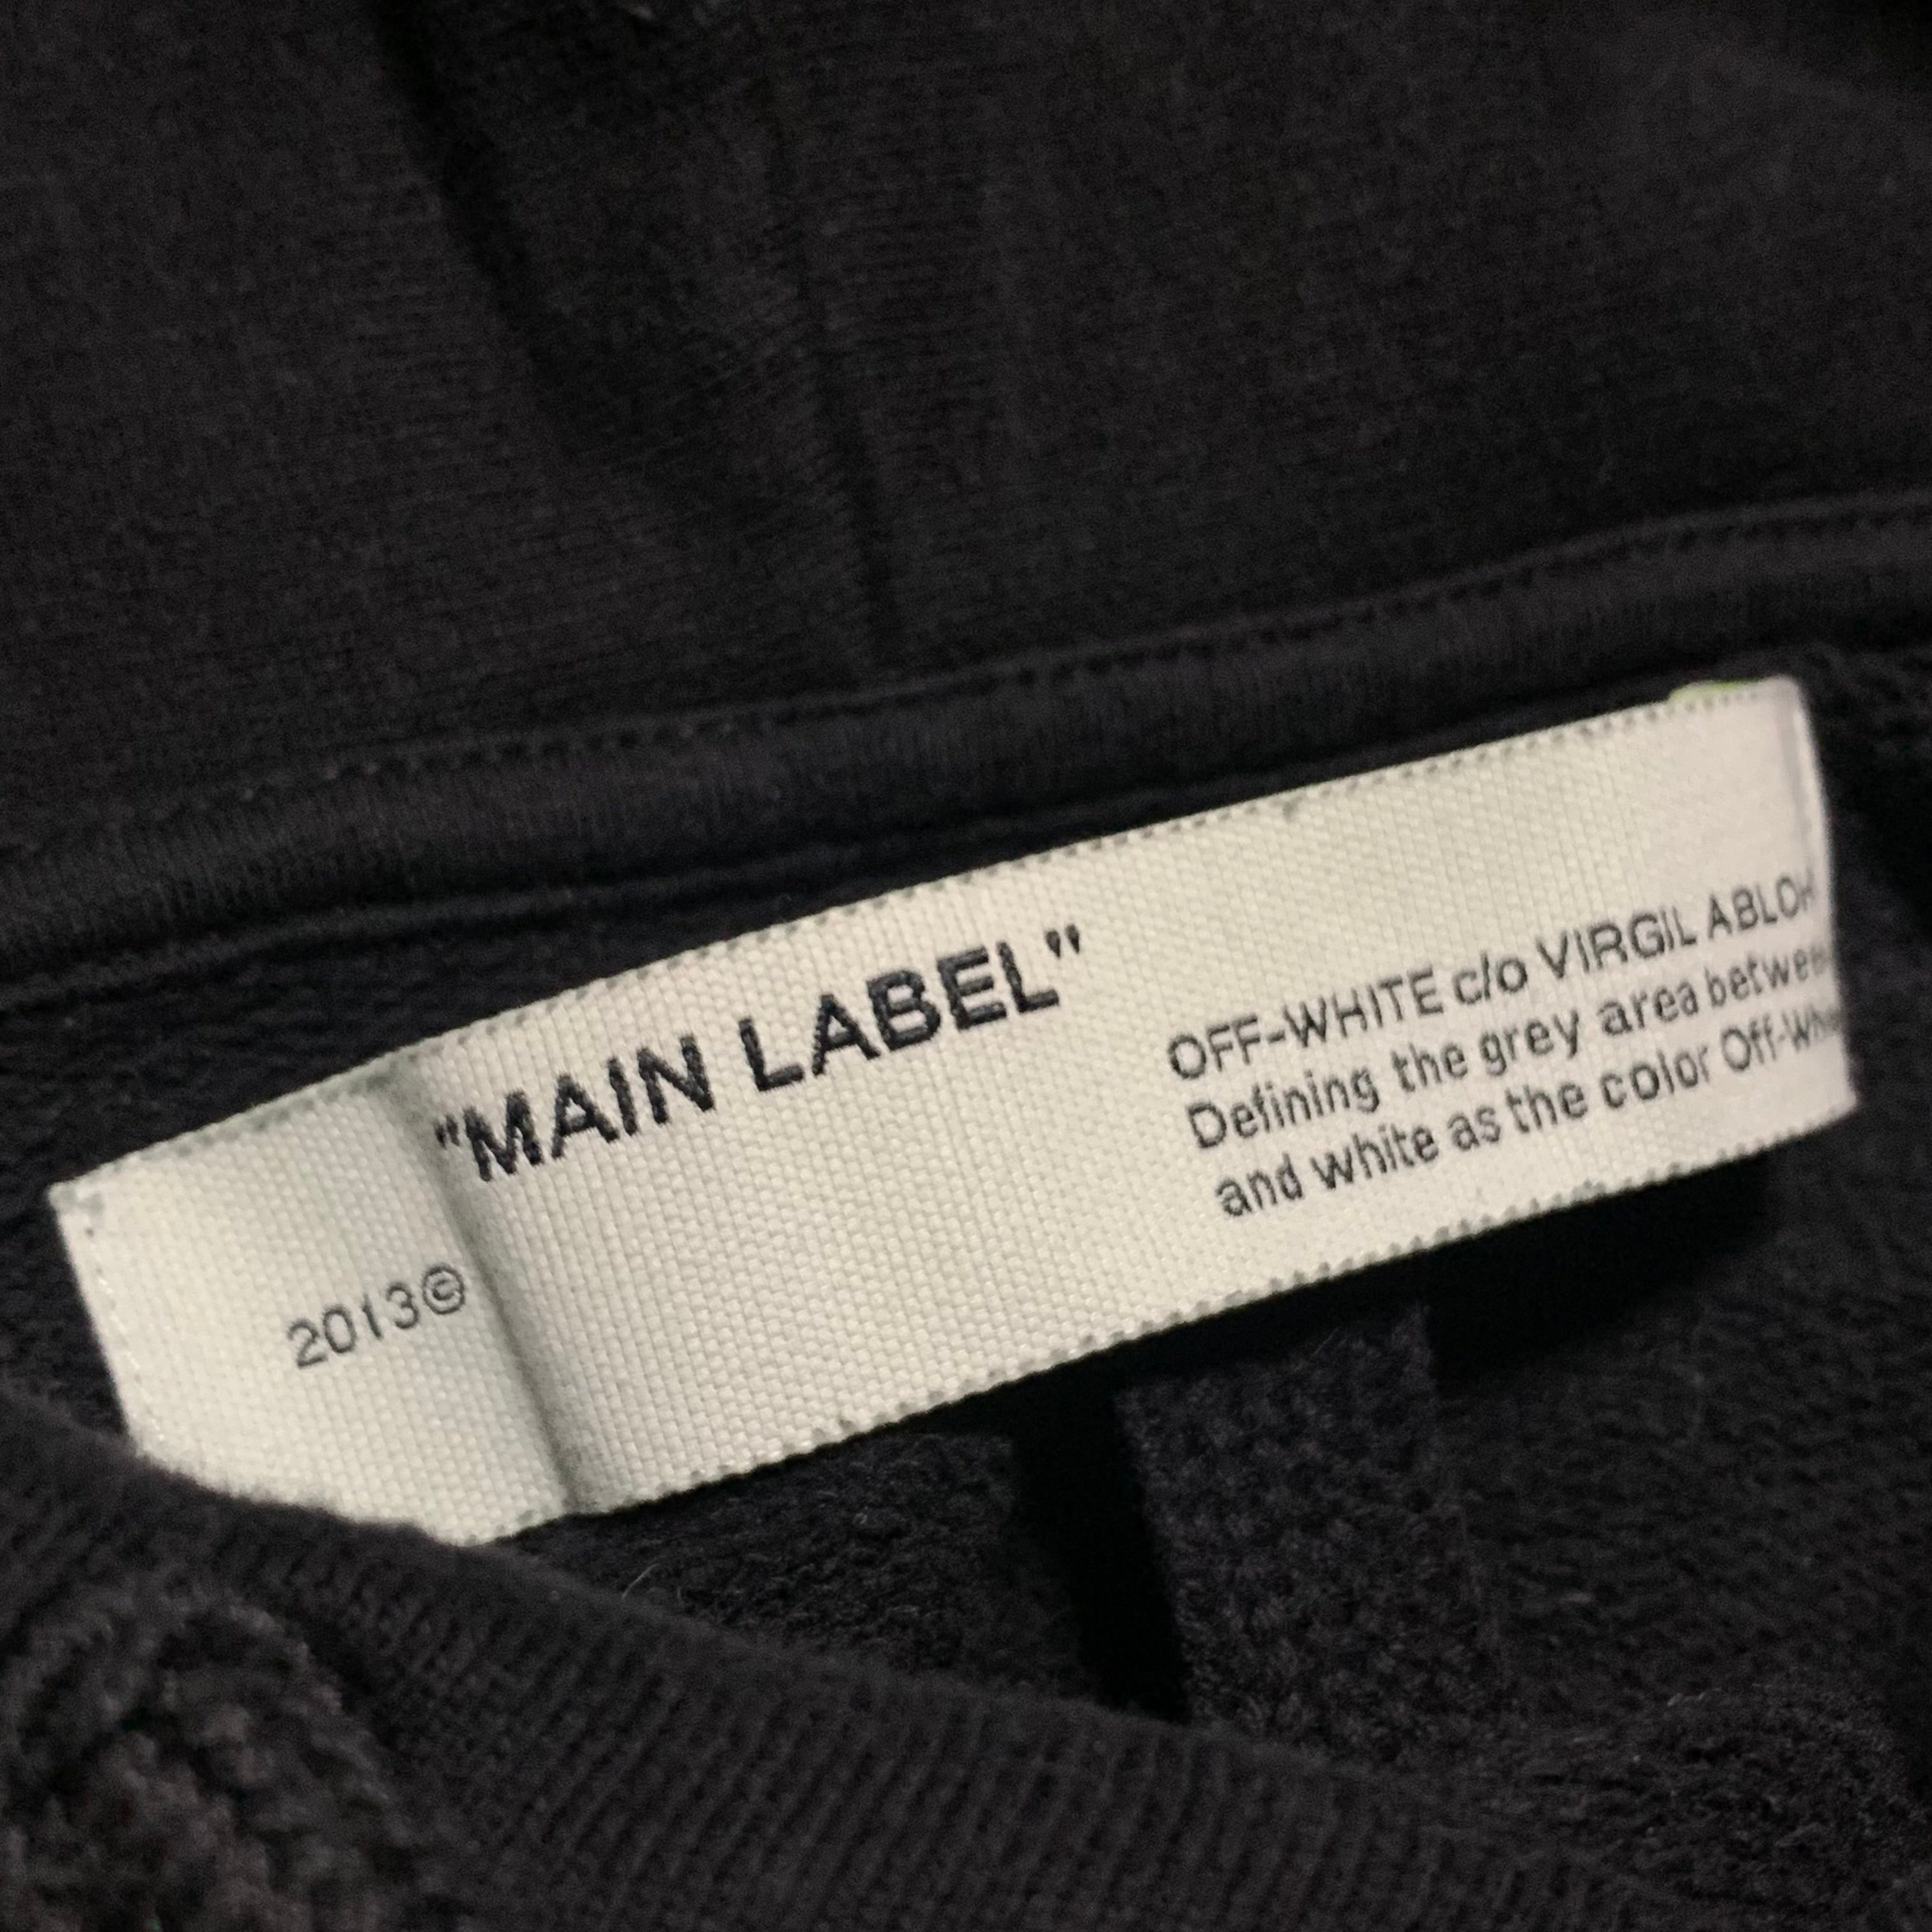 "MAIN LABEL"
OFF-WHITE c/o VIRGIL ABLOH
Defining the grey area
and white as the color
2013©